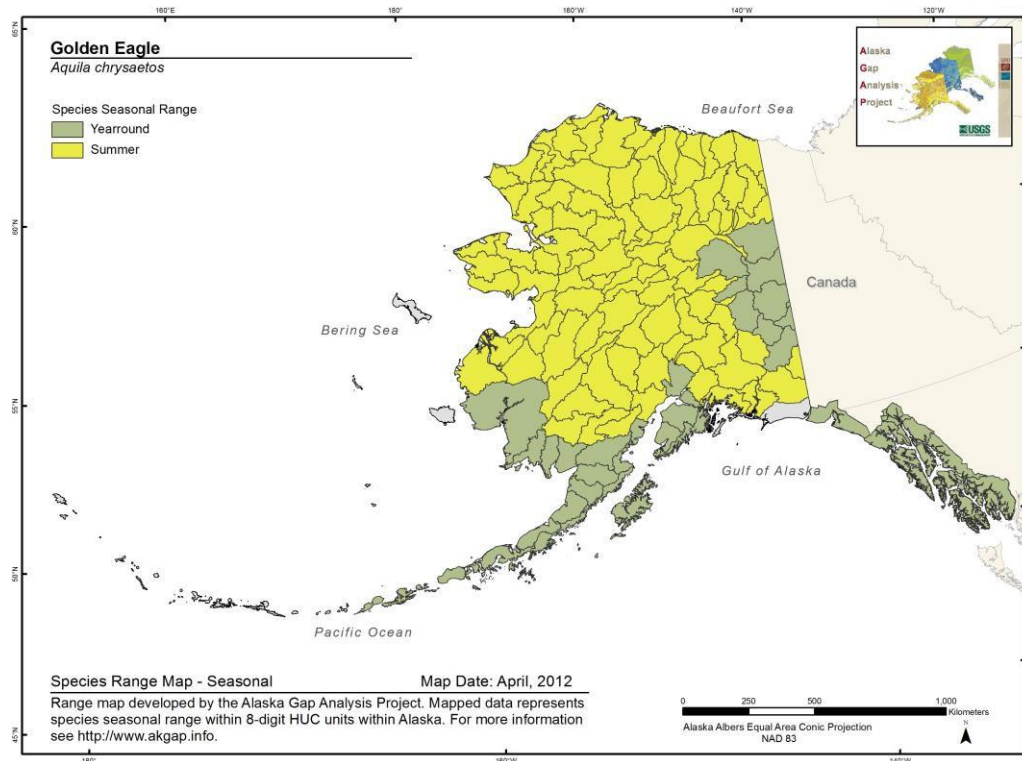 160°E
180°
160°W
140°W
120°W
65°N
60°N
55°N
50°N
45°N
Golden Eagle
Aquila chrysaetos
Species Seasonal Range
Yearround
Summer
Alaska
Gap
Analysis
Project
USGS
Beaufort Sea
Canada
Bering Sea
Gulf of Alaska
Pacific Ocean
Species Range Map - Seasonal Map Date: April, 2012
Range map developed by the Alaska Gap Analysis Project. Mapped data represents
species seasonal range within 8-digit HUC units within Alaska. For more information
see http://www.akgap.info.
0 250 500 1,000
Kilometers
Alaska Albers Equal Area Conic Projection
NAD 83
N
180°
160°W
140°W